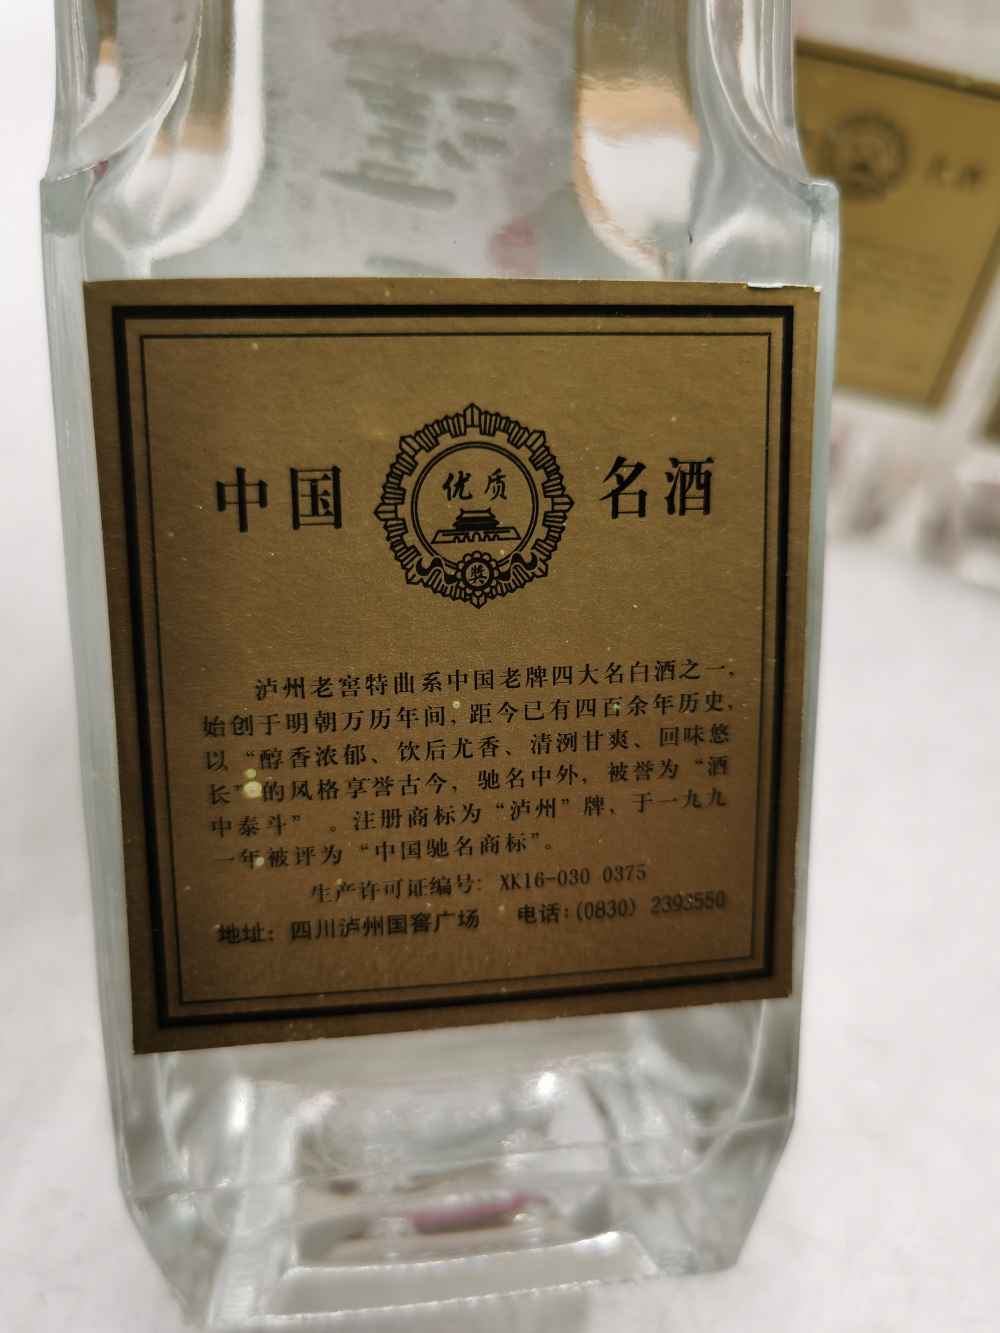 中国 优质 名酒
奖
泸州老窖特曲系中国老牌四大名白酒之一，
始创于明朝万历年间，距今已有四百余年历史，
以“醇香浓郁、饮后尤香、清洌甘爽、回味悠
长”的风格享誉古今，驰名中外，被誉为“酒
中泰斗”。注册商标为“泸州”牌，于一九九
一年被评为“中国驰名商标”。
生产许可证编号：XK16-030 0375
地址：四川泸州国窖广场 电话：(0830) 2393550
名酒